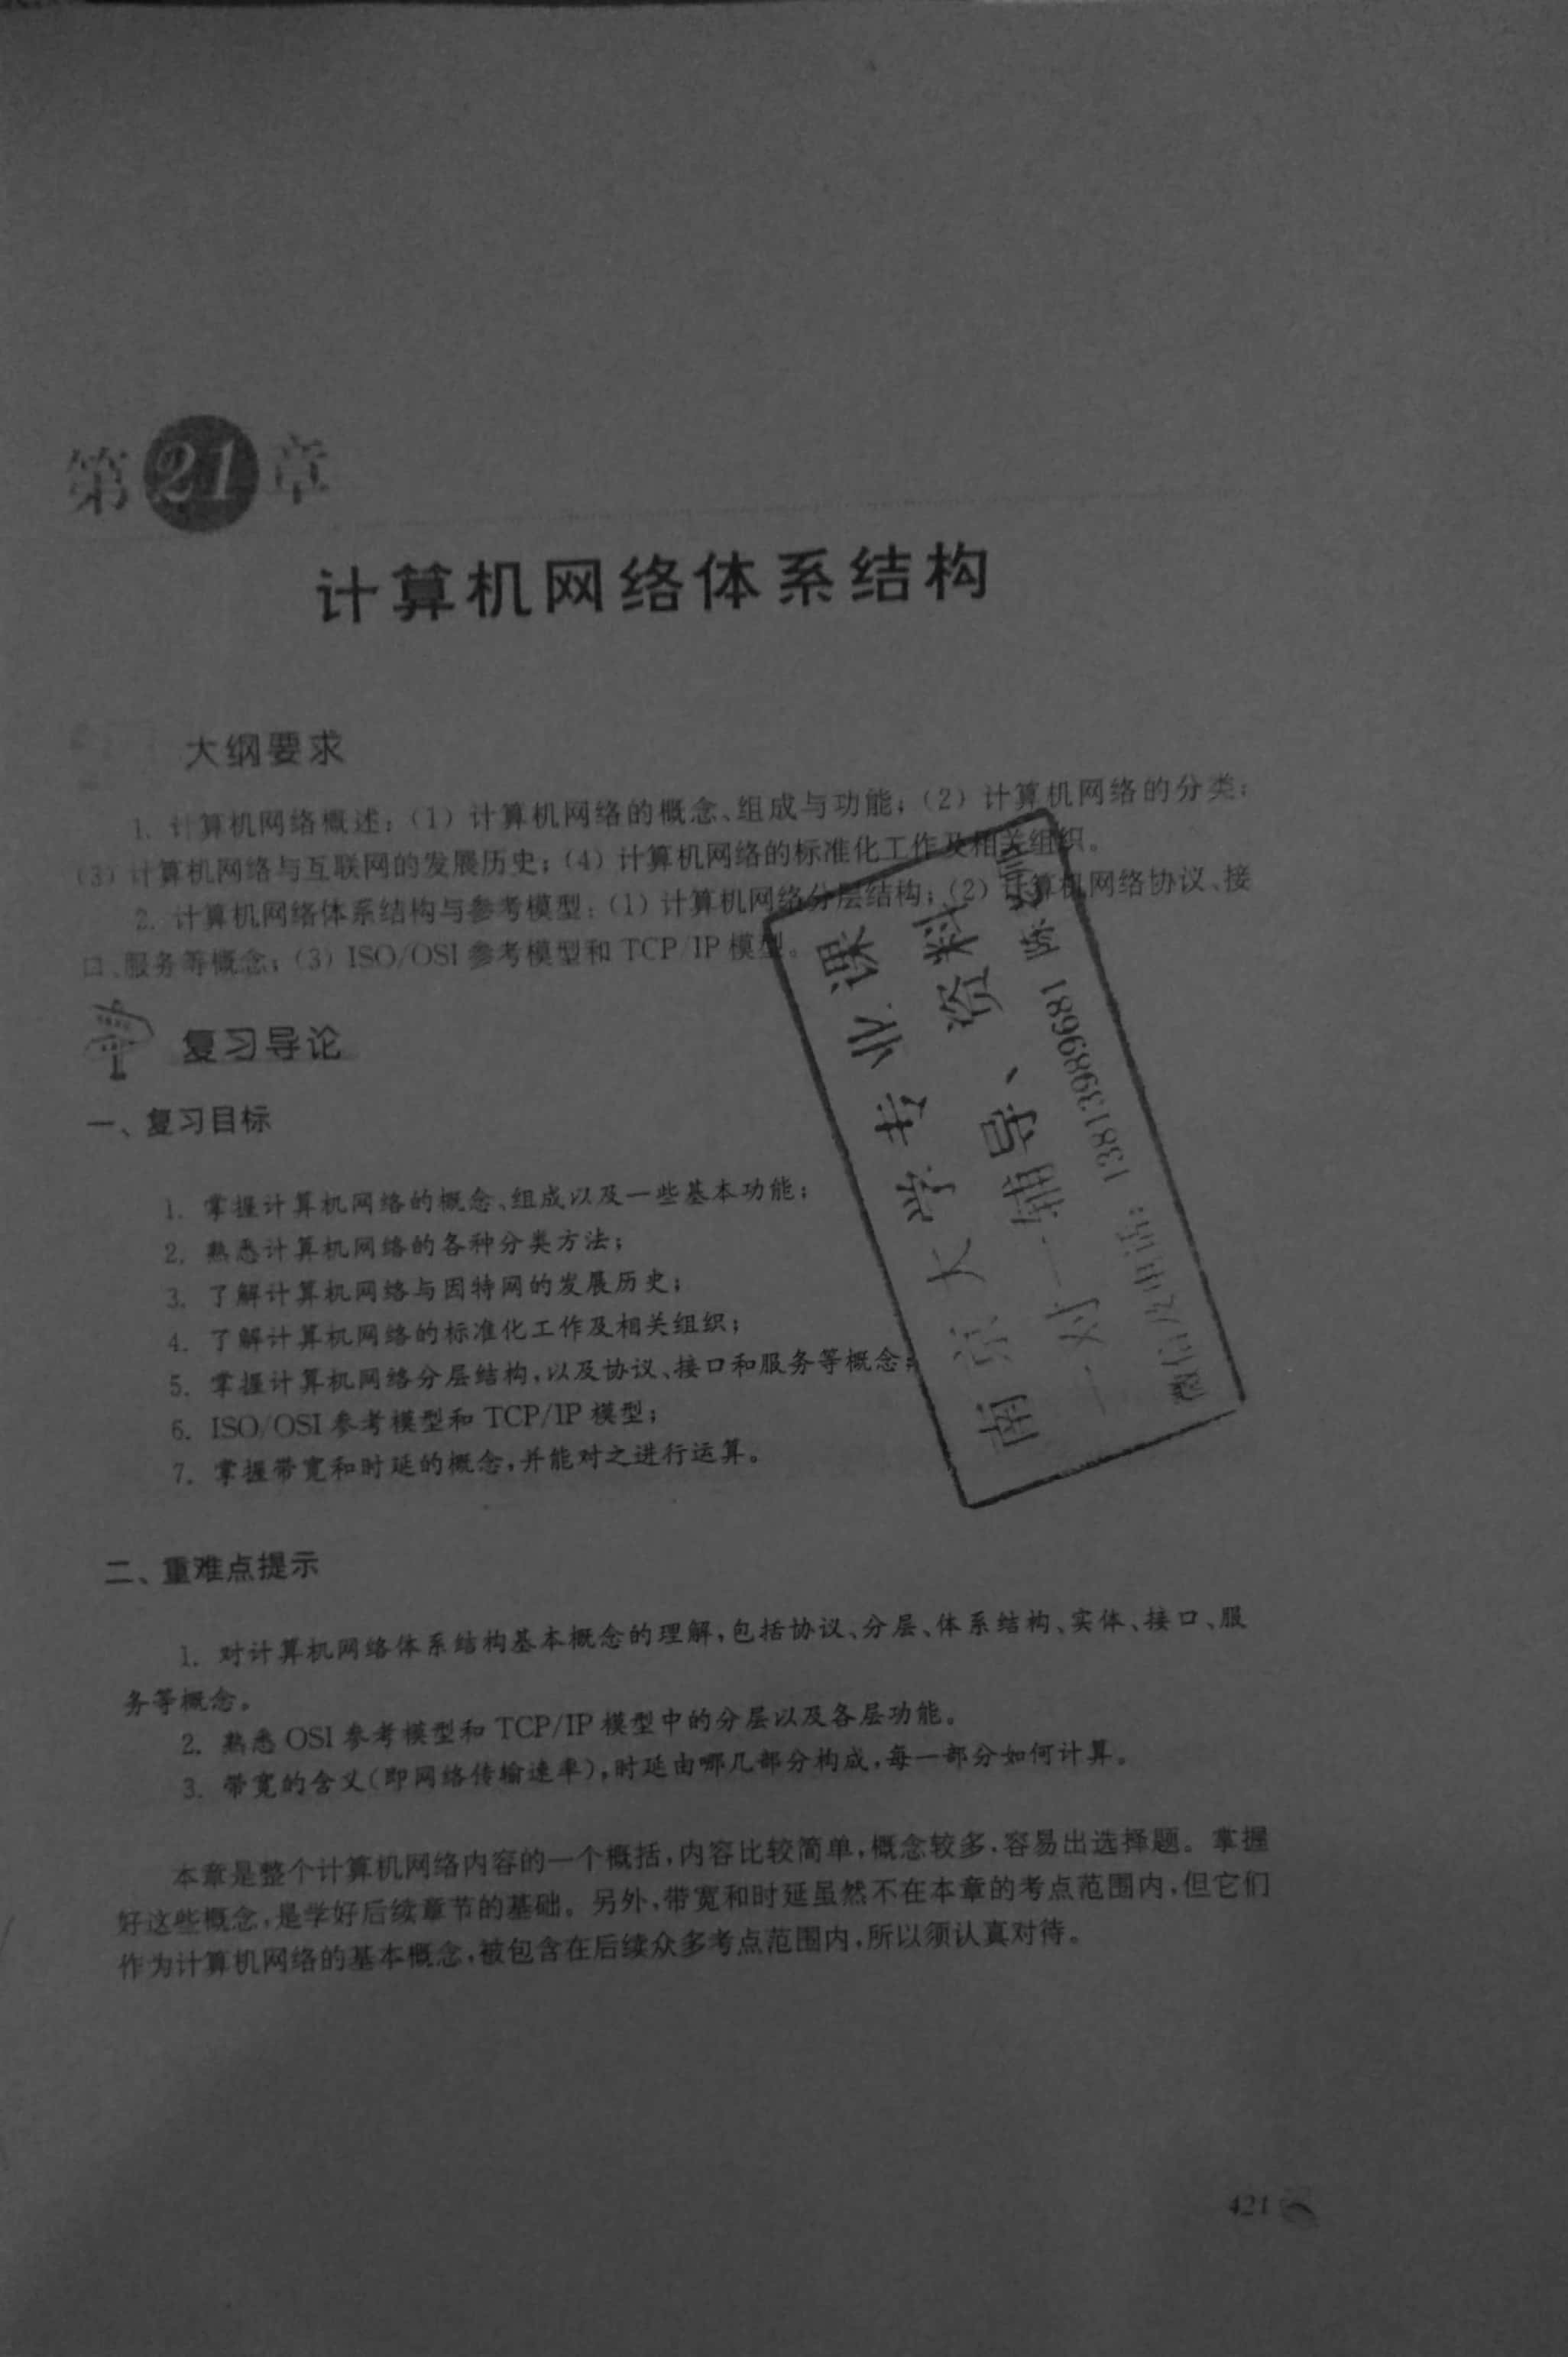 第21章
计算机网络体系结构
大纲要求
1. 计算机网络概述：(1) 计算机网络的概念、组成与功能；(2) 计算机网络的分类；
(3) 计算机网络与互联网的发展历史；(4) 计算机网络的标准化工作及相关组织。
2. 计算机网络体系结构与参考模型：(1) 计算机网络分层结构；(2) 计算机网络协议、接
口、服务等概念；(3) ISO/OSI 参考模型和 TCP/IP 模型。
复习导论
一、复习目标
1. 掌握计算机网络的概念、组成以及一些基本功能；
2. 熟悉计算机网络的各种分类方法；
3. 了解计算机网络与因特网的发展历史；
4. 了解计算机网络的标准化工作及相关组织；
5. 掌握计算机网络分层结构，以及协议、接口和服务等概念；
6. ISO/OSI 参考模型和 TCP/IP 模型；
7. 掌握带宽和时延的概念，并能对之进行运算。
南京大学专业课
一对一辅导、资料
微信及电话：13813989681 陈
二、重难点提示
1. 对计算机网络体系结构基本概念的理解，包括协议、分层、体系结构、实体、接口、服
务等概念。
2. 熟悉 OSI 参考模型和 TCP/IP 模型中的分层以及各层功能。
3. 带宽的含义(即网络传输速率)，时延由哪几部分构成，每一部分如何计算。
本章是整个计算机网络内容的一个概括，内容比较简单，概念较多，容易出选择题。掌握
好这些概念，是学好后续章节的基础。另外，带宽和时延虽然不在本章的考点范围内，但它们
作为计算机网络的基本概念，被包含在后续众多考点范围内，所以须认真对待。
421